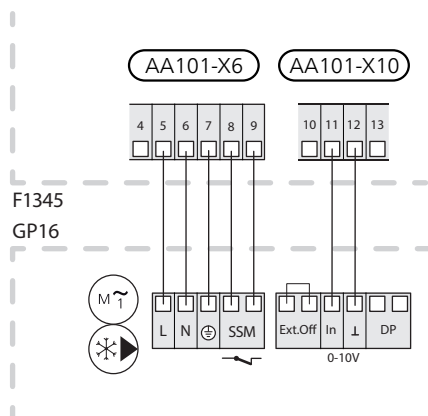 AA101-X6 AA101-X10
4 5 6 7 8 9 10 11 12 13
F1345
GP16
M 1
L N SSM Ext.Off In ⊥ DP
0-10V